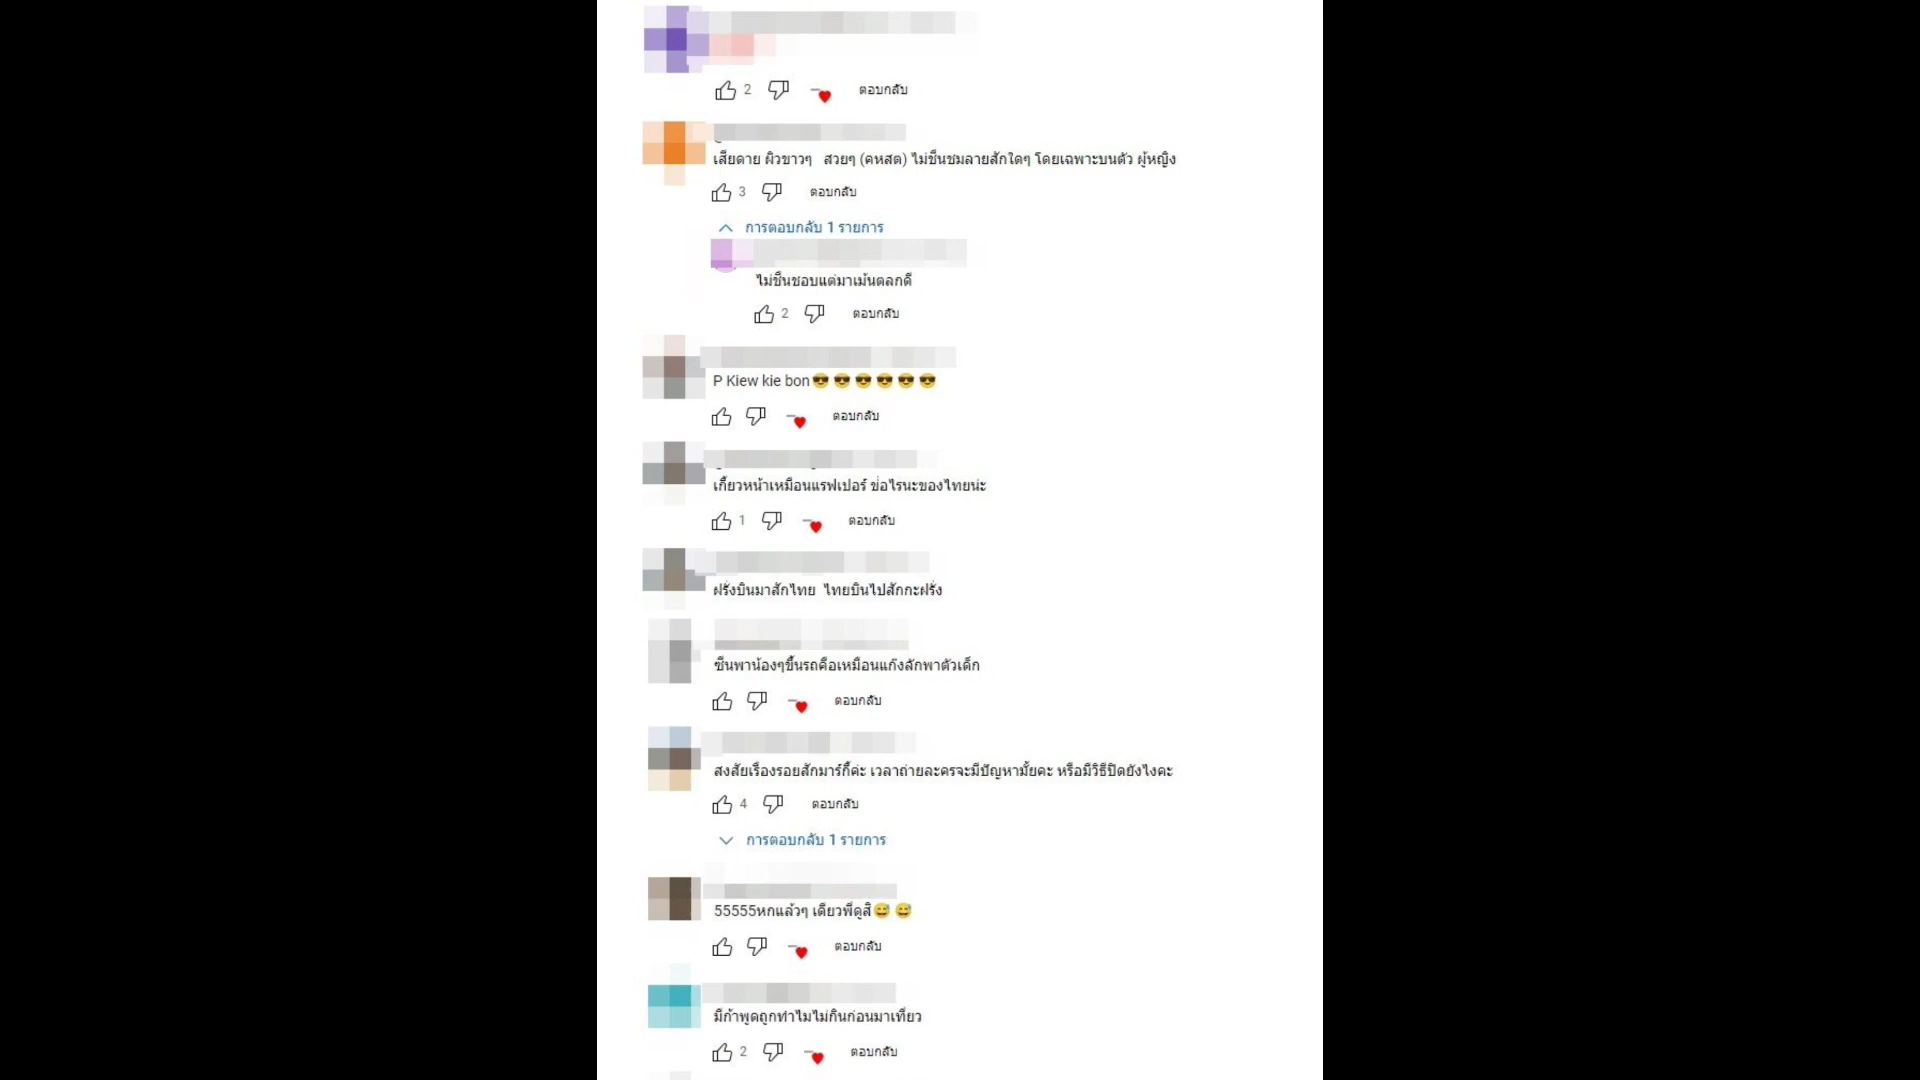 2 ตอบกลับ
เสียดาย ผิวขาวๆ สวยๆ (คหสต) ไม่ชื่นชมลายสักใดๆ โดยเฉพาะบนตัว ผู้หญิง
3 ตอบกลับ
การตอบกลับ 1 รายการ
ไม่ชื่นชอบแต่มาเม้นตลกดี
2 ตอบกลับ
P Kiew kie bon😎😎😎😎😎😎
ตอบกลับ
เกี้ยวหน้าเหมือนแรฟเปอร์ ข่อไรนะของไทยน่ะ
1 ตอบกลับ
ฝรั่งบินมาสักไทย ไทยบินไปสักกะฝรั่ง
ซีนพาน้องๆขึ้นรถคือเหมือนแก๊งลักพาตัวเด็ก
ตอบกลับ
สงสัยเรื่องรอยสักมาร์กี้ค่ะ เวลาถ่ายละครจะมีปัญหามั้ยคะ หรือมีวิธีปิดยังไงคะ
4 ตอบกลับ
การตอบกลับ 1 รายการ
55555หกแล้วๆ เดี๋ยวพี่ดูสิ😅😅
ตอบกลับ
มีก้าพูดถูกทำไมไม่กินก่อนมาเที่ยว
2 ตอบกลับ